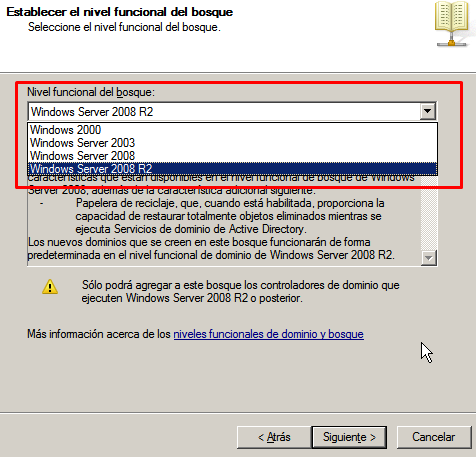 Establecer el nivel funcional del bosque
Seleccione el nivel funcional del bosque.
Nivel funcional del bosque:
Windows Server 2008 R2
Windows 2000
Windows Server 2003
Windows Server 2008
Windows Server 2008 R2
características que están disponibles en el nivel funcional de bosque de Windows
Server 2008, además de la característica adicional siguiente:
- Papelera de reciclaje, que, cuando está habilitada, proporciona la
capacidad de restaurar totalmente objetos eliminados mientras se
ejecuta Servicios de dominio de Active Directory.
Los nuevos dominios que se creen en este bosque funcionarán de forma
predeterminada en el nivel funcional de dominio de Windows Server 2008 R2.
Sólo podrá agregar a este bosque los controladores de dominio que
ejecuten Windows Server 2008 R2 o posterior.
Más información acerca de los niveles funcionales de dominio y bosque
< Atrás Siguiente > Cancelar